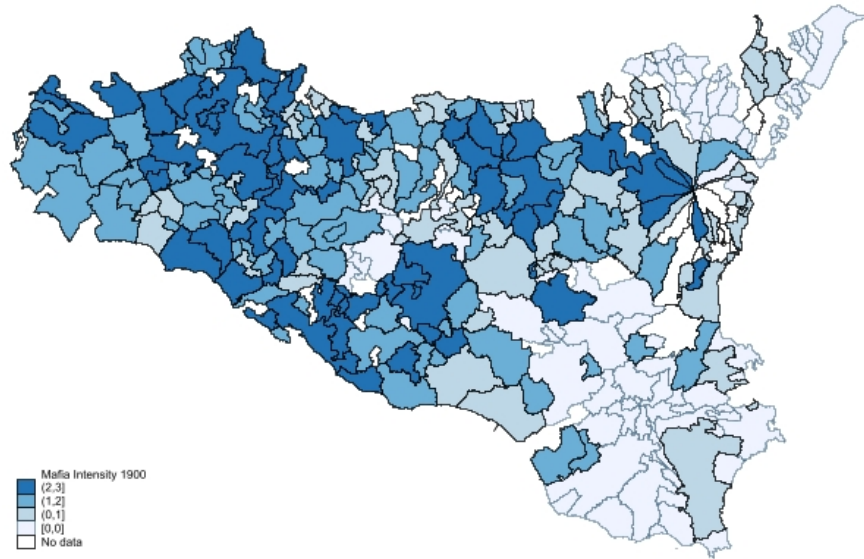 Mafia Intensity 1900
(2,3]
(1,2]
(0,1]
[0,0]
No data